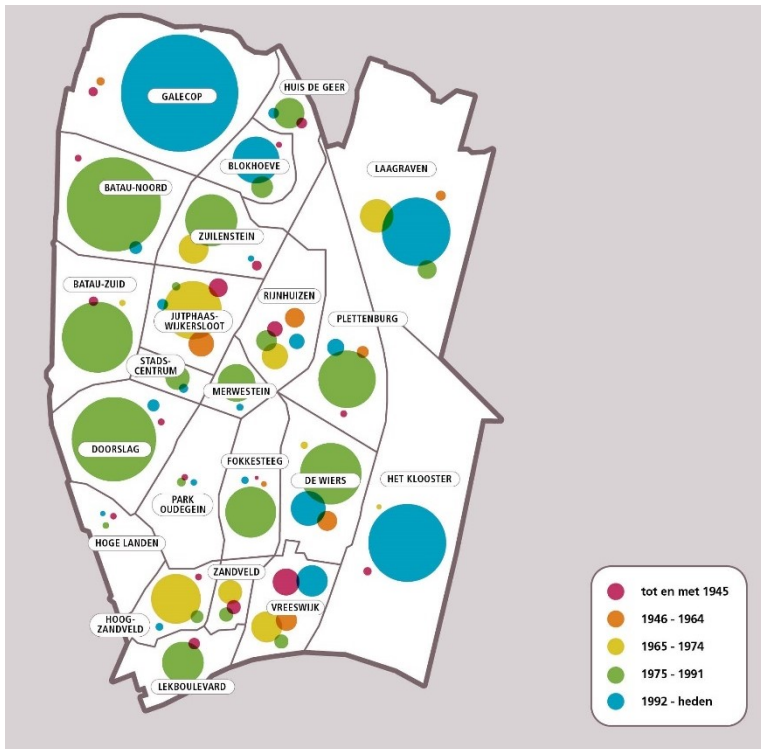 GALECOP
HUIS DE GEER
BLOKHOEVE
LAAGRAVEN
BATAU-NOORD
ZUILENSTEIN
BATAU-ZUID
RIJNHUIZEN
JUTPHAAS-
WIJKERSLOOT
PLETTENBURG
STADS-
CENTRUM
MERWESTEIN
DOORSLAG
FOKKESTEEG
DE WIERS
HET KLOOSTER
PARK
OUDEGEIN
HOGE LANDEN
ZANDVELD
VREESWIJK
HOOG-
ZANDVELD
LEKBOULEVARD
tot en met 1945
1946 - 1964
1965 - 1974
1975 - 1991
1992 - heden